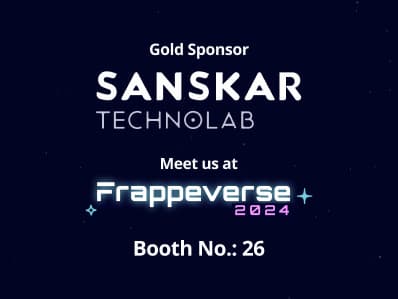 Gold Sponsor
SANSKAR
TECHNOLAB
Meet us at
Frappeverse
2024
Booth No.: 26